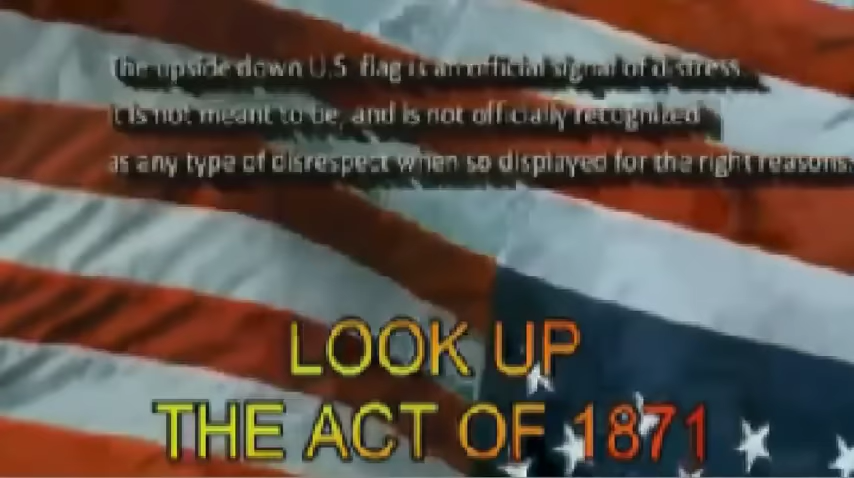 The upside down U.S. flag is an official signal of distress.
It is not meant to be, and is not officially recognized
as any type of disrespect when so displayed for the right reasons.
LOOK UP
THE ACT OF 1871